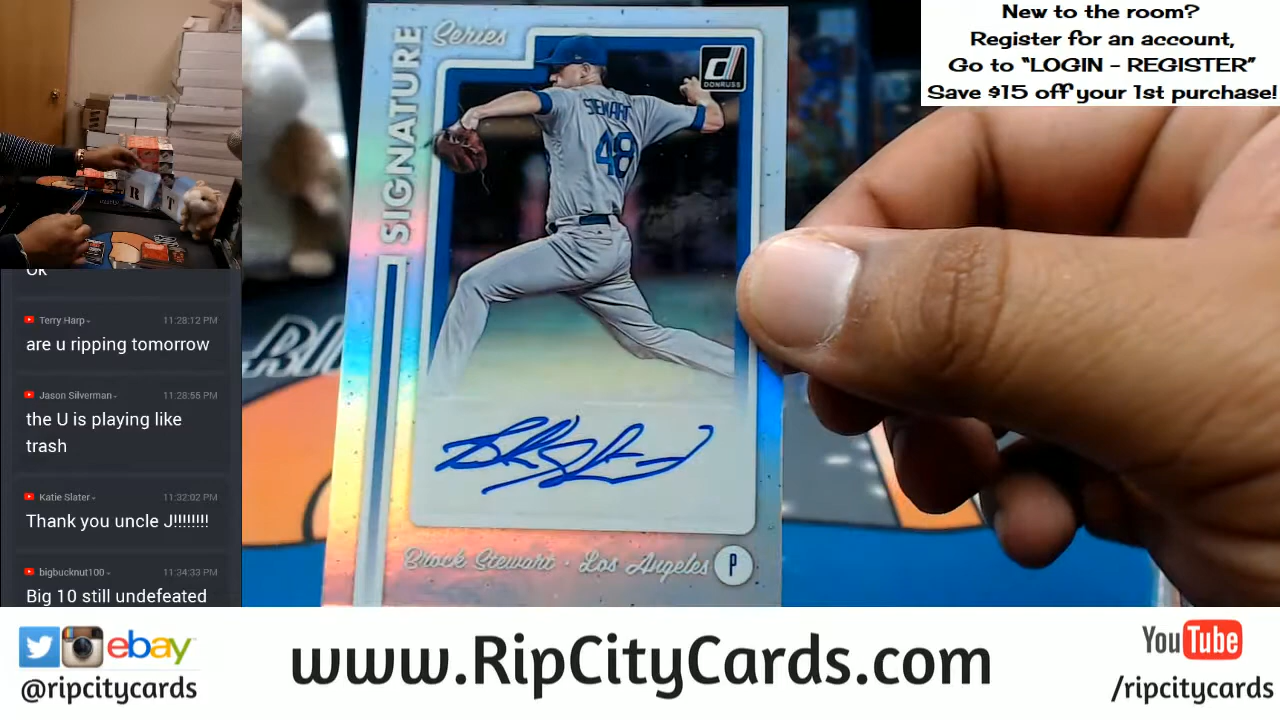 New to the room?
Register for an account,
Go to “LOGIN - REGISTER”
Save $15 off your 1st purchase!
SIGNATURE
Series
DONRUSS
STEWART
48
Brock Stewart · Los Angeles
P
R
T
OK
Terry Harp
11:28:12 PM
are u ripping tomorrow
Jason Silverman
11:28:55 PM
the U is playing like
trash
Katie Slater
11:32:02 PM
Thank you uncle J!!!!!!!!
bigbucknut100
11:34:33 PM
Big 10 still undefeated
ebay
@ripcitycards
www.RipCityCards.com
YouTube
/ripcitycards